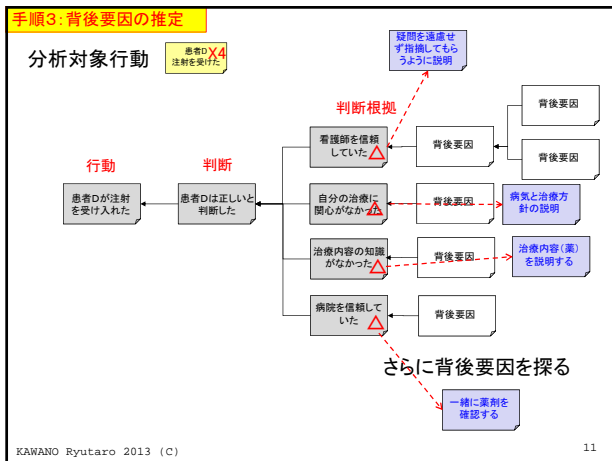 手順3:背後要因の推定
分析対象行動
患者D
注射を受けた
X4
疑問を遠慮せ
ず指摘してもら
うように説明
判断根拠
背後要因
看護師を信頼
していた
背後要因
背後要因
行動
判断
患者Dが注射
を受け入れた
患者Dは正しいと
判断した
自分の治療に
関心がなかった
背後要因
病気と治療方
針の説明
治療内容の知識
がなかった
背後要因
治療内容(薬)
を説明する
病院を信頼して
いた
背後要因
さらに背後要因を探る
一緒に薬剤を
確認する
KAWANO Ryutaro 2013 (C)
11